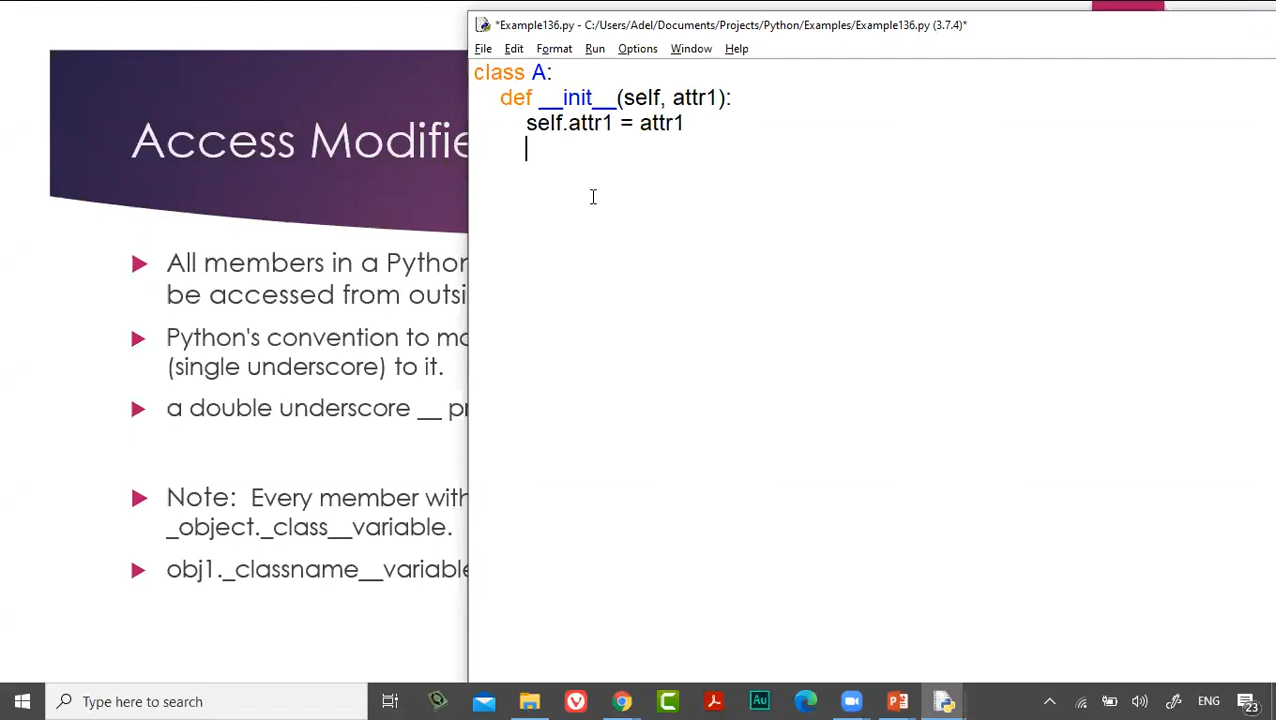 *Example136.py - C:/Users/Adel/Documents/Projects/Python/Examples/Example136.py (3.7.4)*
File Edit Format Run Options Window Help
class A:
def __init__(self, attr1):
self.attr1 = attr1
Access Modifie
All members in a Python
be accessed from outsi
Python's convention to
(single underscore) to it.
a double underscore __
Note: Every member with
_object._class__variable.
obj1._classname__variable
Type here to search
Au
ENG
23